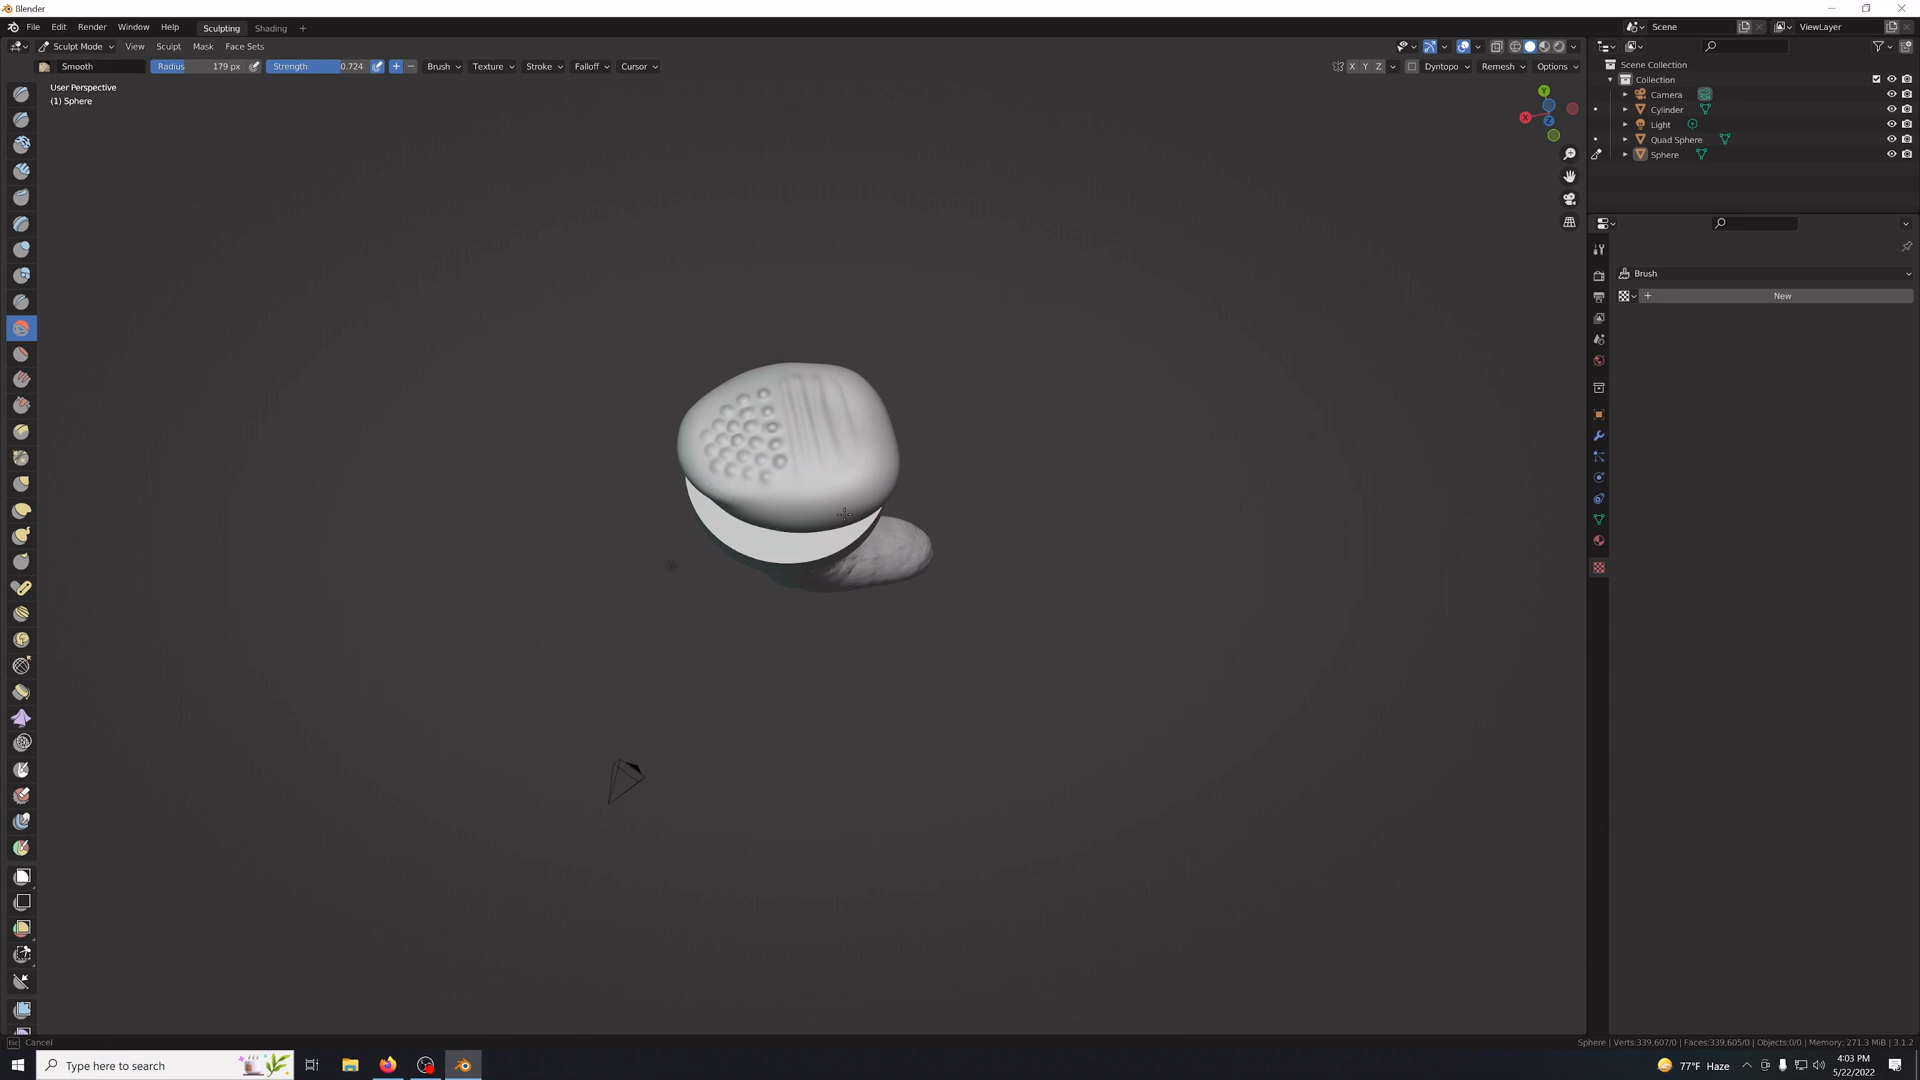 Blender
File Edit Render Window Help Sculpting Shading + Scene ViewLayer
Sculpt Mode View Sculpt Mask Face Sets
Smooth Radius 179 px Strength 0.724 + − Brush Texture Stroke Falloff Cursor X Y Z Dyntopo Remesh Options
User Perspective
(1) Sphere
Y
X
Z
Scene Collection
Collection
Camera
Cylinder
Light
Quad Sphere
Sphere
Brush
+ New
Esc Cancel
Sphere | Verts:339,607/0 | Faces:339,605/0 | Objects:0/0 | Memory: 271.3 MiB | 3.1.2
Type here to search
77°F Haze
4:03 PM
5/22/2022